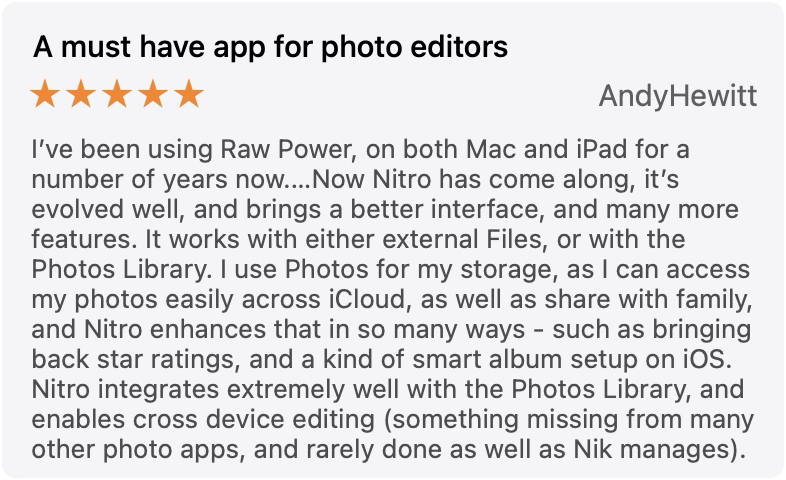 A must have app for photo editors
★★★★★ AndyHewitt
I’ve been using Raw Power, on both Mac and iPad for a
number of years now....Now Nitro has come along, it’s
evolved well, and brings a better interface, and many more
features. It works with either external Files, or with the
Photos Library. I use Photos for my storage, as I can access
my photos easily across iCloud, as well as share with family,
and Nitro enhances that in so many ways - such as bringing
back star ratings, and a kind of smart album setup on iOS.
Nitro integrates extremely well with the Photos Library, and
enables cross device editing (something missing from many
other photo apps, and rarely done as well as Nik manages).